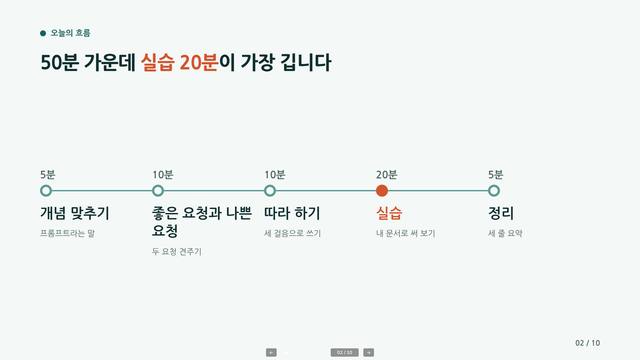 오늘의 흐름
50분 가운데 실습 20분이 가장 깁니다
5분
개념 맞추기
프롬프트라는 말
10분
좋은 요청과 나쁜
요청
두 요청 견주기
10분
따라 하기
세 걸음으로 쓰기
20분
실습
내 문서로 써 보기
5분
정리
세 줄 요약
02 / 10
02 / 10